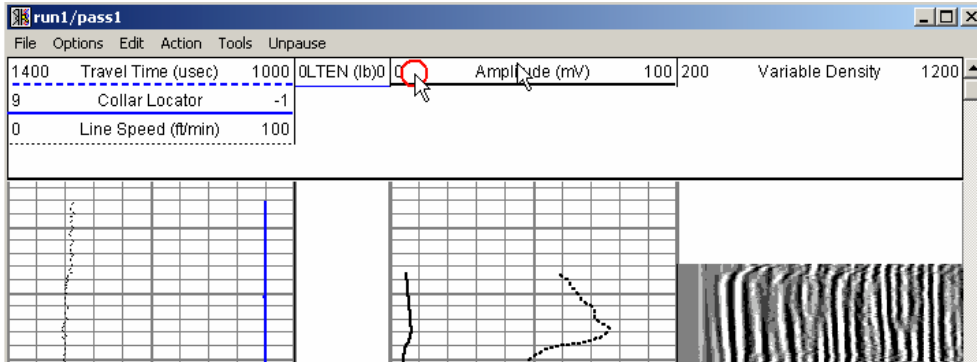 run1/pass1
File Options Edit Action Tools Unpause
1400 Travel Time (usec) 1000 0LTEN (lb)0 0 Amplitude (mV) 100 200 Variable Density 1200
9 Collar Locator -1
0 Line Speed (ft/min) 100